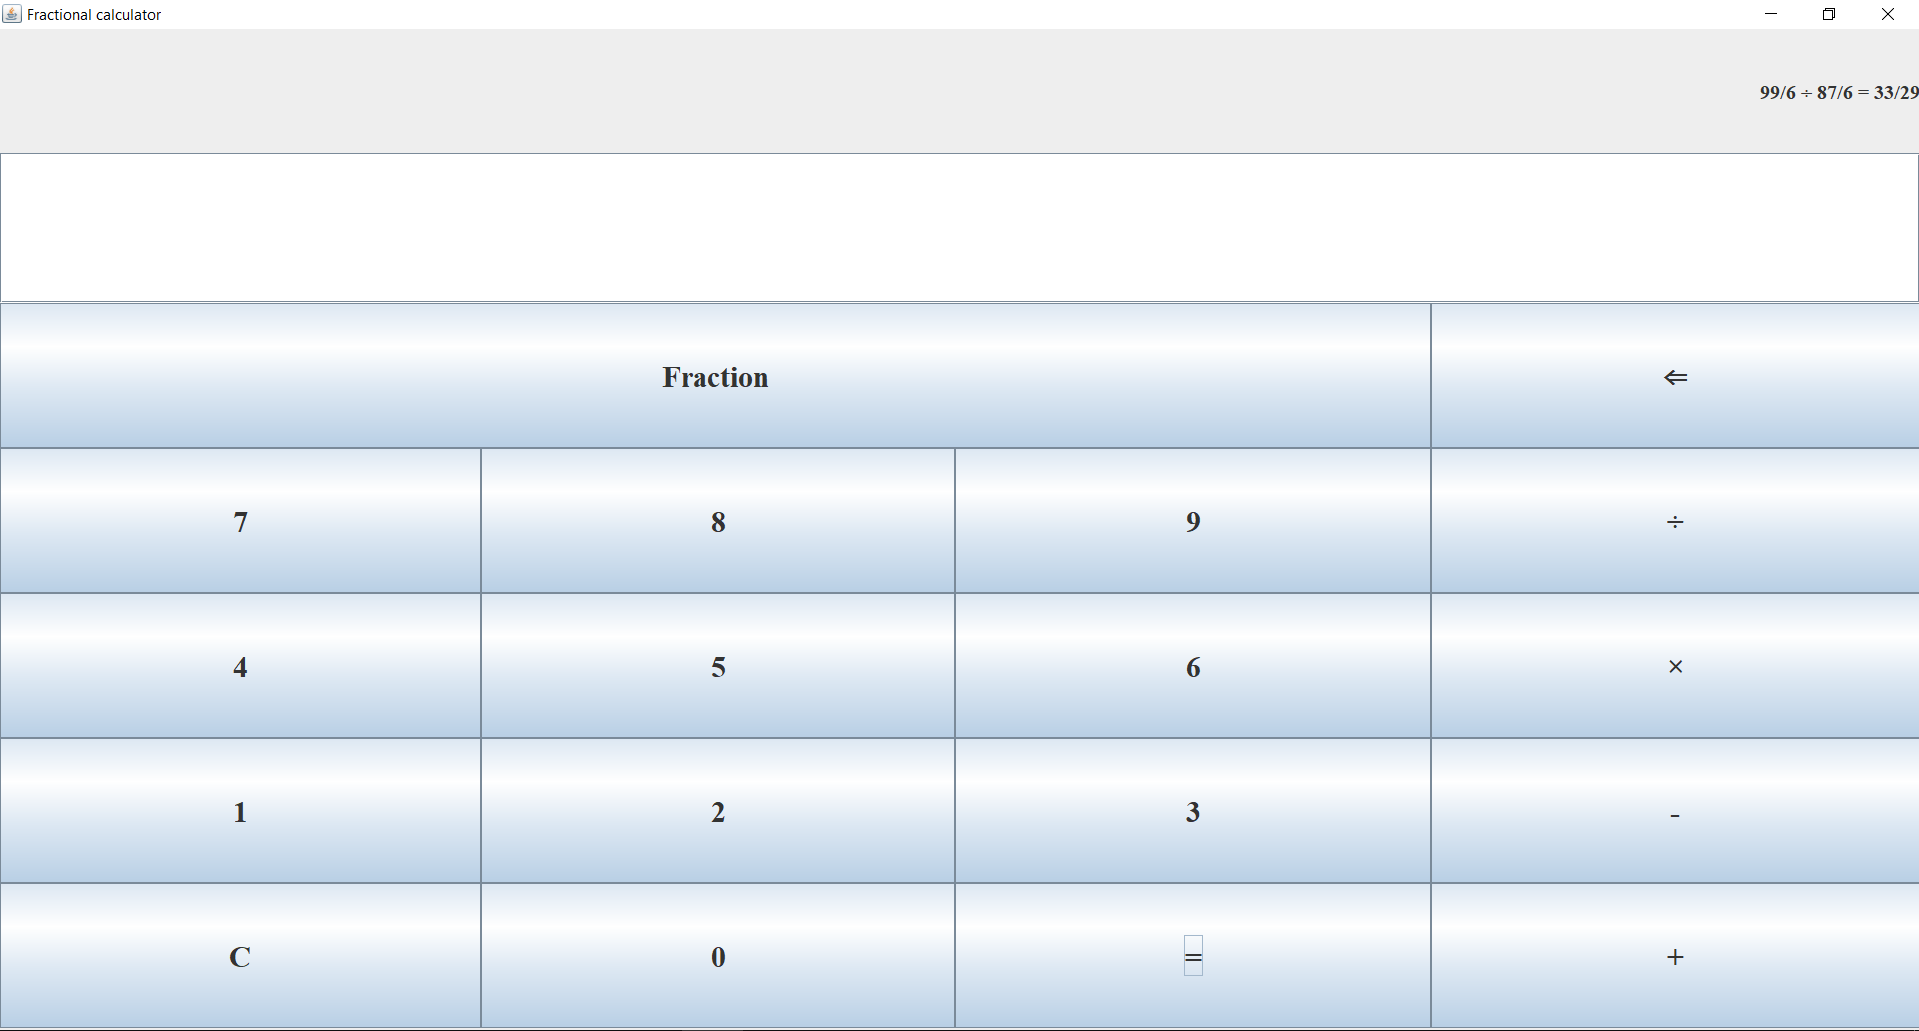 Fractional calculator
99/6 ÷ 87/6 = 33/29
Fraction ⇐
7 8 9 ÷
4 5 6 ×
1 2 3 -
C 0 = +